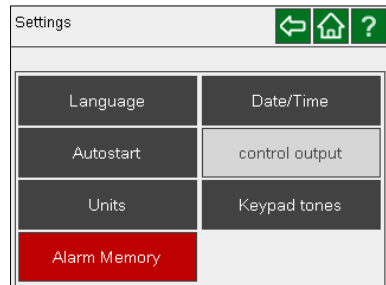 Settings
?
Language
Date/Time
Autostart
control output
Units
Keypad tones
Alarm Memory